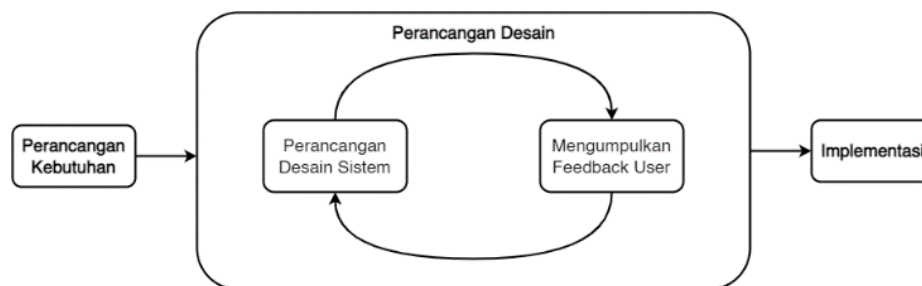 Perancangan Desain
Perancangan
Kebutuhan
Perancangan
Desain Sistem
Mengumpulkan
Feedback User
Implementasi